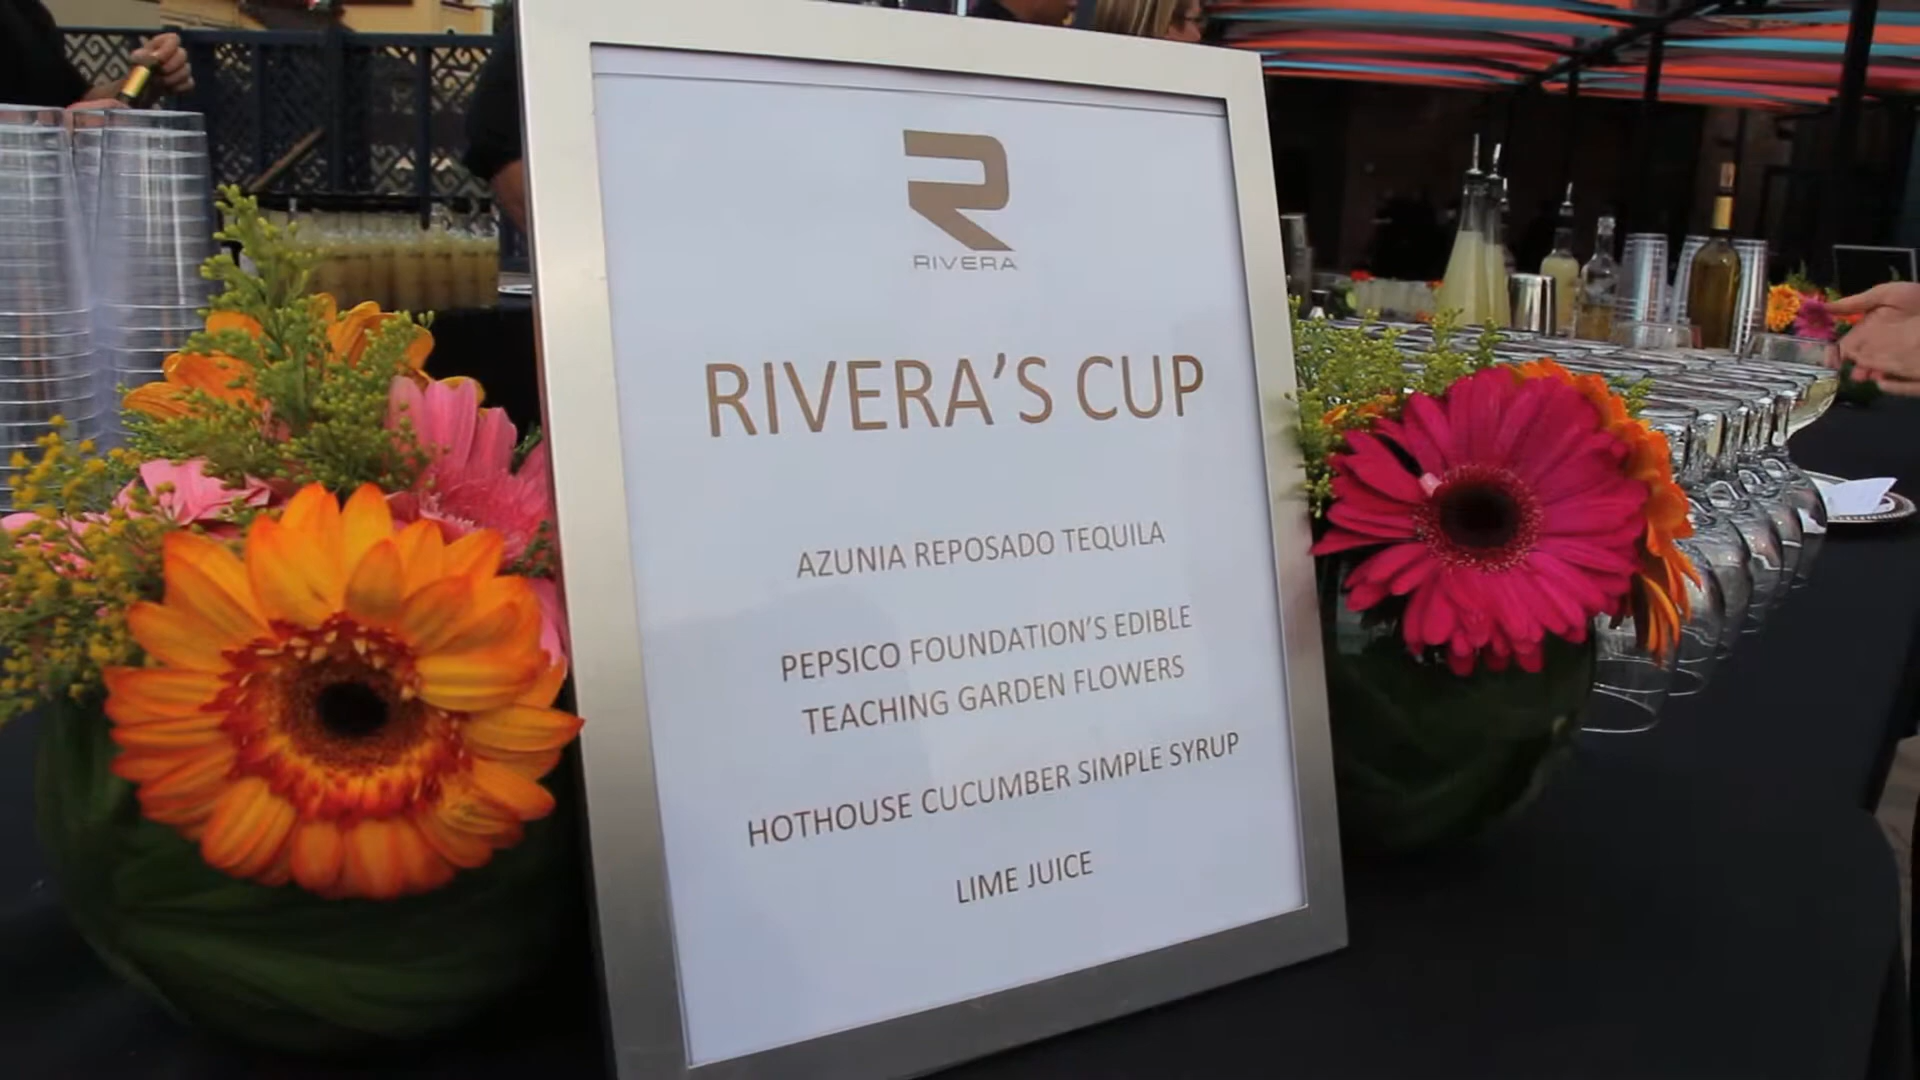 RIVERA
RIVERA'S CUP
AZUNIA REPOSADO TEQUILA
PEPSICO FOUNDATION'S EDIBLE
TEACHING GARDEN FLOWERS
HOTHOUSE CUCUMBER SIMPLE SYRUP
LIME JUICE